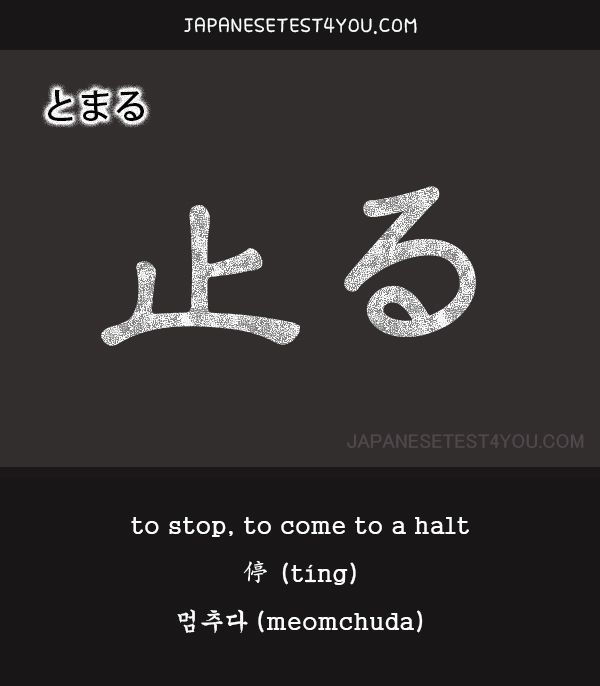 JAPANESETEST4YOU.COM
とまる
止る
JAPANESETEST4YOU.COM
to stop, to come to a halt
停 (tíng)
멈추다 (meomchuda)